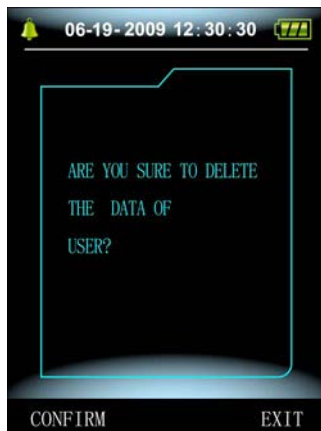 06-19-2009 12:30:30
ARE YOU SURE TO DELETE
THE DATA OF
USER?
CONFIRM EXIT